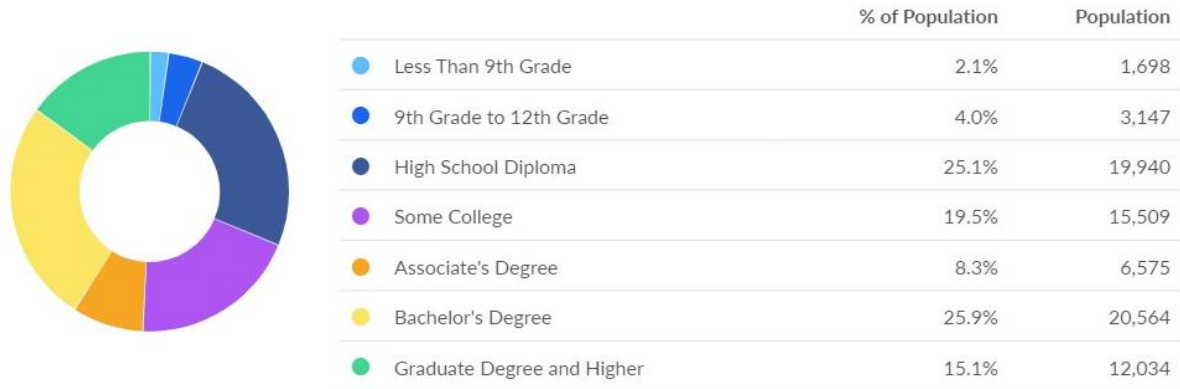 % of Population Population
Less Than 9th Grade 2.1% 1,698
9th Grade to 12th Grade 4.0% 3,147
High School Diploma 25.1% 19,940
Some College 19.5% 15,509
Associate's Degree 8.3% 6,575
Bachelor's Degree 25.9% 20,564
Graduate Degree and Higher 15.1% 12,034